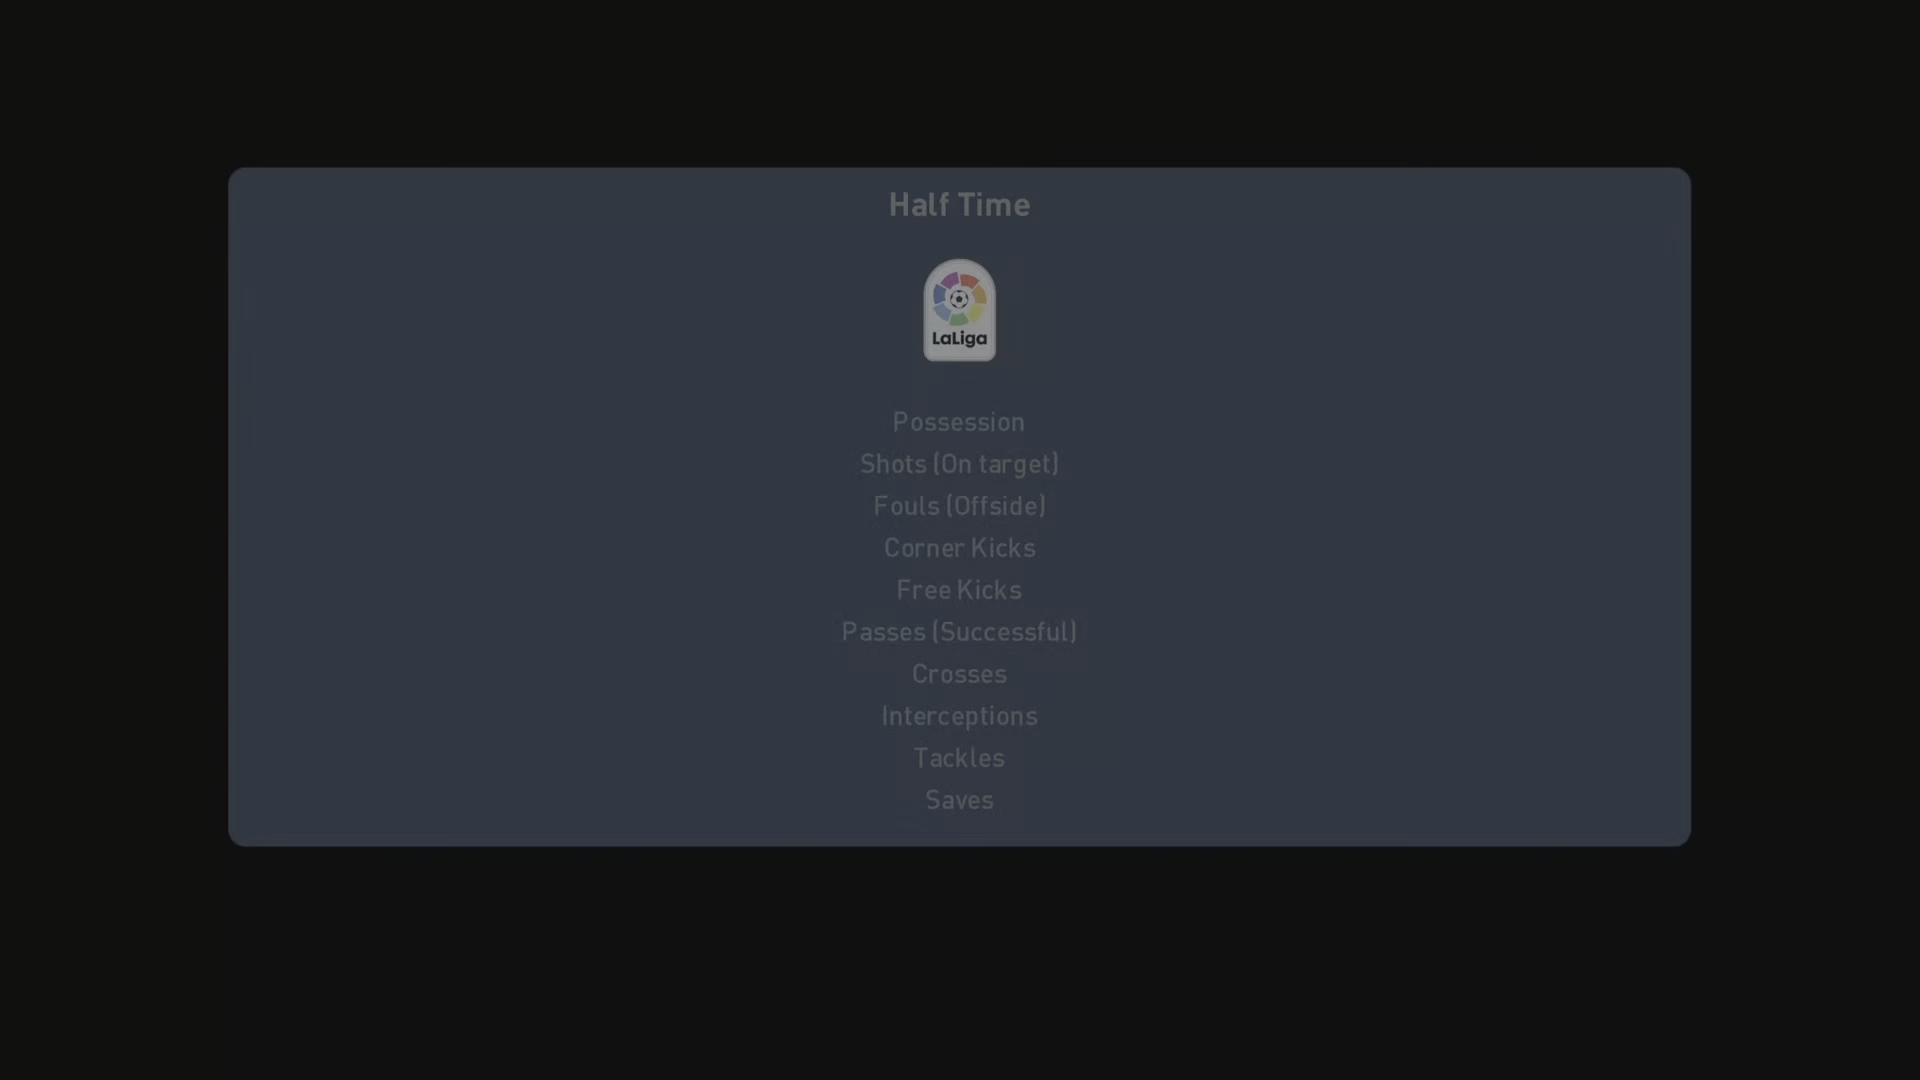 Half Time
LaLiga
Possession
Shots (On target)
Fouls (Offside)
Corner Kicks
Free Kicks
Passes (Successful)
Crosses
Interceptions
Tackles
Saves